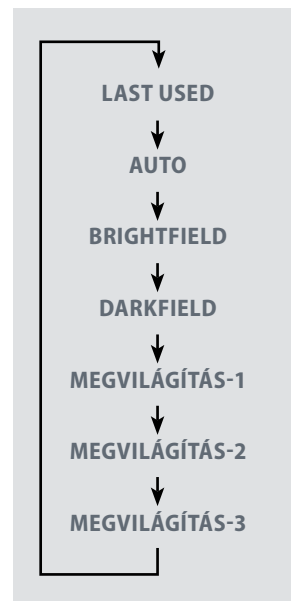 LAST USED
AUTO
BRIGHTFIELD
DARKFIELD
MEGVILÁGÍTÁS-1
MEGVILÁGÍTÁS-2
MEGVILÁGÍTÁS-3